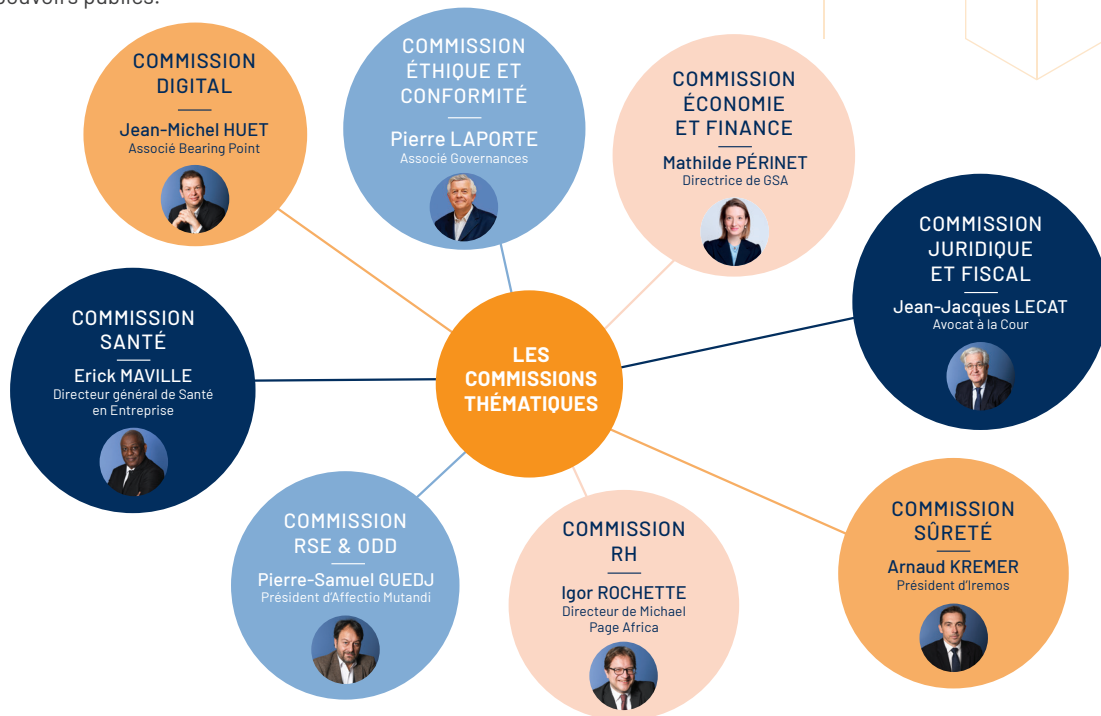 pouvoirs publics.
COMMISSION
DIGITAL
Jean-Michel HUET
Associé Bearing Point
COMMISSION
ÉTHIQUE ET
CONFORMITÉ
Pierre LAPORTE
Associé Governances
COMMISSION
ÉCONOMIE
ET FINANCE
Mathilde PÉRINET
Directrice de GSA
COMMISSION
JURIDIQUE
ET FISCAL
Jean-Jacques LECAT
Avocat à la Cour
COMMISSION
SANTÉ
Erick MAVILLE
Directeur général de Santé
en Entreprise
LES
COMMISSIONS
THÉMATIQUES
COMMISSION
RSE & ODD
Pierre-Samuel GUEDJ
Président d'Affectio Mutandi
COMMISSION
RH
Igor ROCHETTE
Directeur de Michael
Page Africa
COMMISSION
SÛRETÉ
Arnaud KREMER
Président d'Iremos